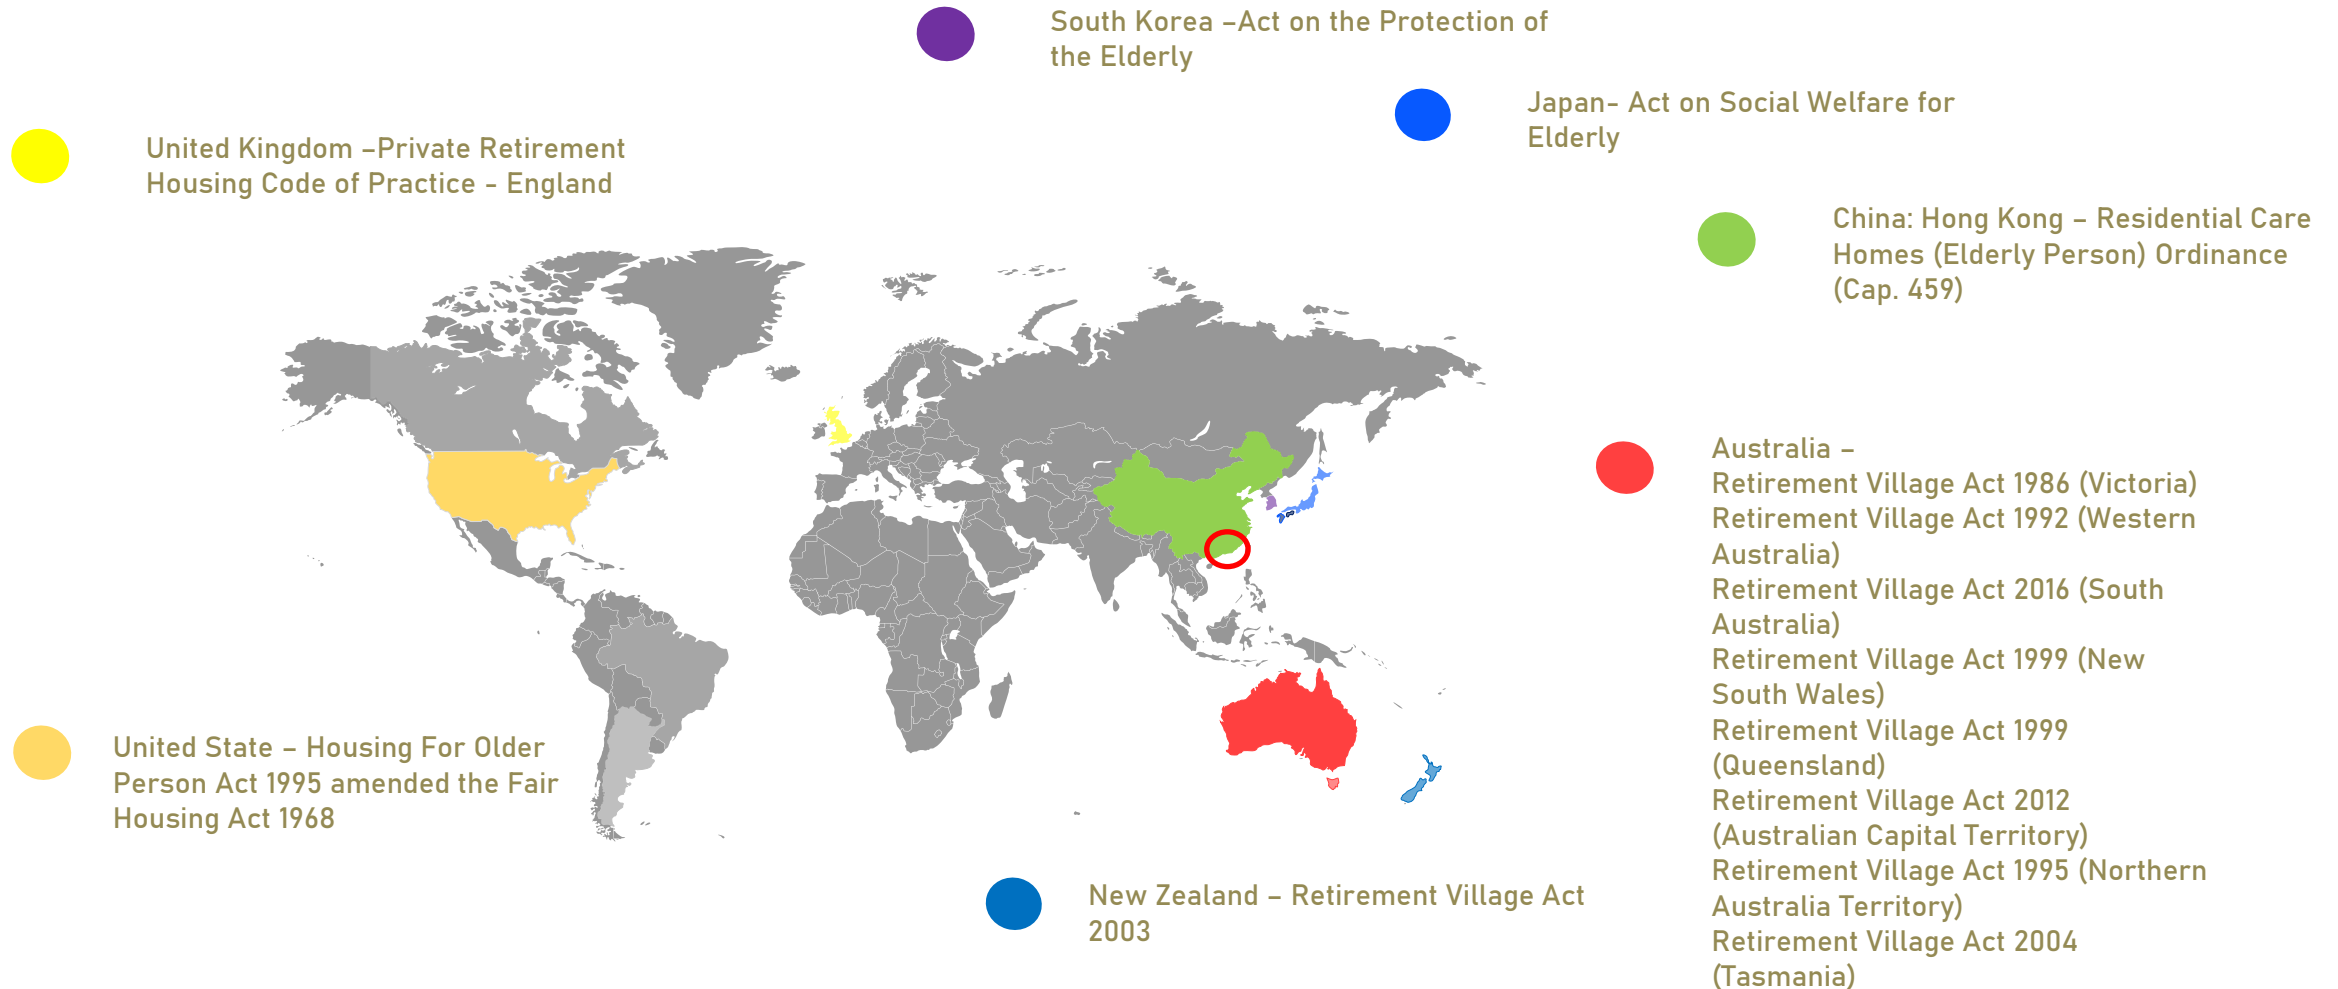 South Korea –Act on the Protection of
the Elderly
Japan- Act on Social Welfare for
Elderly
United Kingdom –Private Retirement
Housing Code of Practice - England
China: Hong Kong – Residential Care
Homes (Elderly Person) Ordinance
(Cap. 459)
Australia –
Retirement Village Act 1986 (Victoria)
Retirement Village Act 1992 (Western
Australia)
Retirement Village Act 2016 (South
Australia)
Retirement Village Act 1999 (New
South Wales)
Retirement Village Act 1999
(Queensland)
Retirement Village Act 2012
(Australian Capital Territory)
Retirement Village Act 1995 (Northern
Australia Territory)
Retirement Village Act 2004
(Tasmania)
United State – Housing For Older
Person Act 1995 amended the Fair
Housing Act 1968
New Zealand – Retirement Village Act
2003